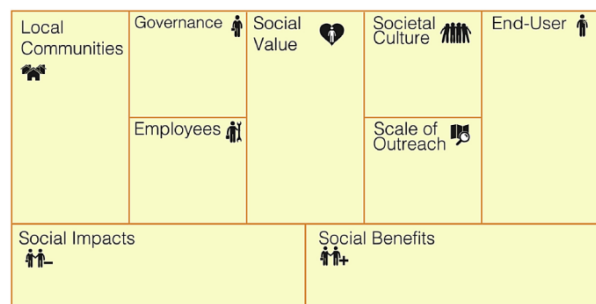 Local
Communities
Governance
Employees
Social
Value
Societal
Culture
Scale of
Outreach
End-User
Social Impacts
Social Benefits